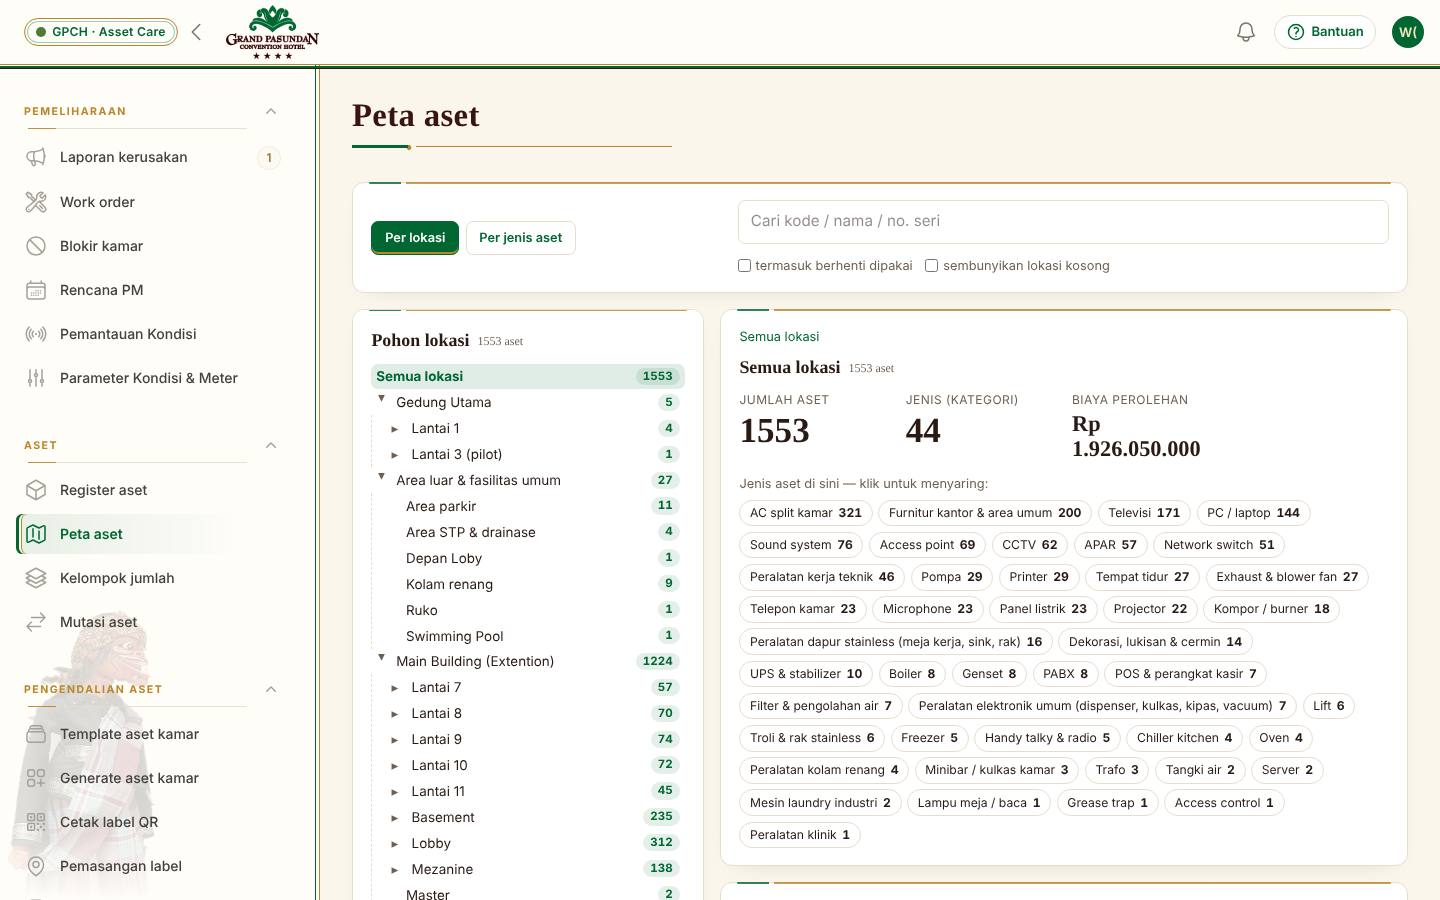 GPCH · Asset Care
GRAND PASUNDAN
CONVENTION HOTEL
Bantuan
W(
PEMELIHARAAN
Laporan kerusakan 1
Work order
Blokir kamar
Rencana PM
Pemantauan Kondisi
Parameter Kondisi & Meter
ASET
Register aset
Peta aset
Kelompok jumlah
Mutasi aset
PENGENDALIAN ASET
Template aset kamar
Generate aset kamar
Cetak label QR
Pemasangan label
Peta aset
Per lokasi
Per jenis aset
Cari kode / nama / no. seri
termasuk berhenti dipakai
sembunyikan lokasi kosong
Pohon lokasi 1553 aset
Semua lokasi 1553
Gedung Utama 5
Lantai 1 4
Lantai 3 (pilot) 1
Area luar & fasilitas umum 27
Area parkir 11
Area STP & drainase 4
Depan Loby 1
Kolam renang 9
Ruko 1
Swimming Pool 1
Main Building (Extention) 1224
Lantai 7 57
Lantai 8 70
Lantai 9 74
Lantai 10 72
Lantai 11 45
Basement 235
Lobby 312
Mezanine 138
Master 2
Semua lokasi
Semua lokasi 1553 aset
JUMLAH ASET
1553
JENIS (KATEGORI)
44
BIAYA PEROLEHAN
Rp
1.926.050.000
Jenis aset di sini — klik untuk menyaring:
AC split kamar 321 Furnitur kantor & area umum 200 Televisi 171 PC / laptop 144
Sound system 76 Access point 69 CCTV 62 APAR 57 Network switch 51
Peralatan kerja teknik 46 Pompa 29 Printer 29 Tempat tidur 27 Exhaust & blower fan 27
Telepon kamar 23 Microphone 23 Panel listrik 23 Projector 22 Kompor / burner 18
Peralatan dapur stainless (meja kerja, sink, rak) 16 Dekorasi, lukisan & cermin 14
UPS & stabilizer 10 Boiler 8 Genset 8 PABX 8 POS & perangkat kasir 7
Filter & pengolahan air 7 Peralatan elektronik umum (dispenser, kulkas, kipas, vacuum) 7 Lift 6
Troli & rak stainless 6 Freezer 5 Handy talky & radio 5 Chiller kitchen 4 Oven 4
Peralatan kolam renang 4 Minibar / kulkas kamar 3 Trafo 3 Tangki air 2 Server 2
Mesin laundry industri 2 Lampu meja / baca 1 Grease trap 1 Access control 1
Peralatan klinik 1